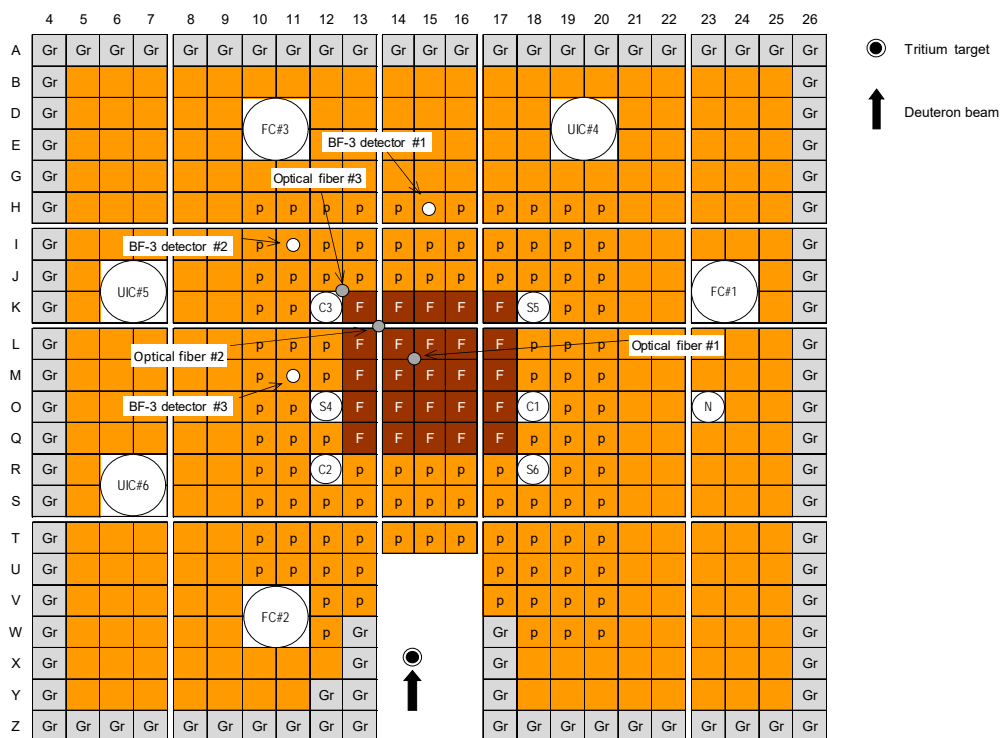 4 5 6 7 8 9 10 11 12 13 14 15 16 17 18 19 20 21 22 23 24 25 26
A Gr Gr Gr Gr Gr Gr Gr Gr Gr Gr Gr Gr Gr Gr Gr Gr Gr Gr Gr Gr Gr Gr Gr
Tritium target
B Gr Gr
D Gr Gr
Deuteron beam
FC#3 UIC#4
BF-3 detector #1
E Gr Gr
G Gr Gr
Optical fiber #3
H Gr p p p p p p p p p p Gr
I Gr BF-3 detector #2 p p p p p p p p p p Gr
J Gr p p p p p p p p p p p Gr
UIC#5 FC#1
K Gr p p C3 F F F F F S5 p p Gr
L Gr p p p F F F F F p p p Gr
Optical fiber #2 Optical fiber #1
M Gr p p F F F F F p p p Gr
BF-3 detector #3
O Gr p p S4 F F F F F C1 p p N Gr
Q Gr p p p F F F F F p p p Gr
R Gr p p C2 p p p p p S6 p p Gr
UIC#6
S Gr p p p p p p p p p p p Gr
T Gr p p p p p p p p p p p Gr
U Gr p p p p p p p p Gr
V Gr p p p p p p Gr
FC#2
W Gr p Gr Gr p p p Gr
X Gr Gr Gr Gr
Y Gr Gr Gr Gr Gr
Z Gr Gr Gr Gr Gr Gr Gr Gr Gr Gr Gr Gr Gr Gr Gr Gr Gr Gr Gr Gr